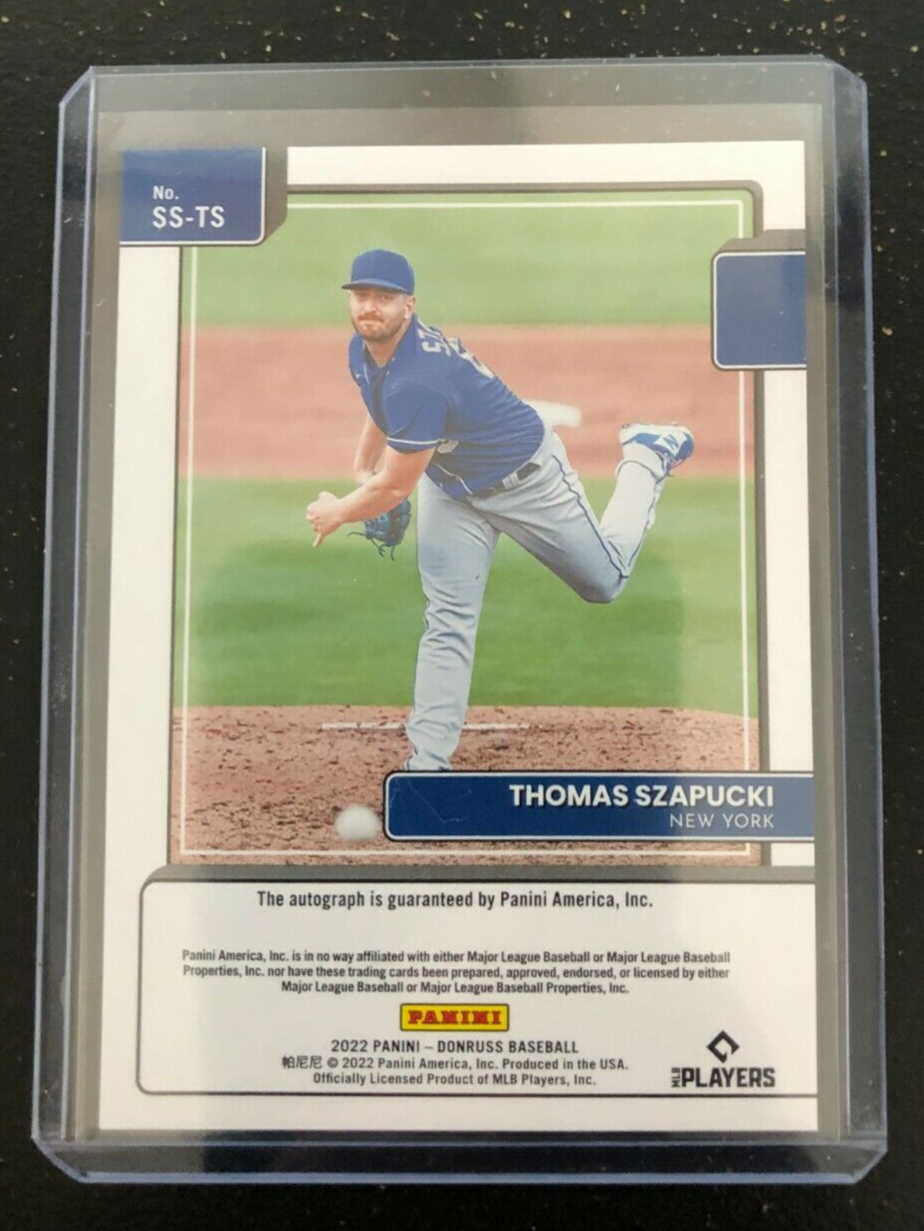 No.
SS-TS
SZ
THOMAS SZAPUCKI
NEW YORK
The autograph is guaranteed by Panini America, Inc.
Panini America, Inc. is in no way affiliated with either Major League Baseball or Major League Baseball
Properties, Inc. nor have these trading cards been prepared, approved, endorsed, or licensed by either
Major League Baseball or Major League Baseball Properties, Inc.
PANINI
2022 PANINI – DONRUSS BASEBALL
帕尼尼 © 2022 Panini America, Inc. Produced in the USA.
Officially Licensed Product of MLB Players, Inc.
MLB PLAYERS